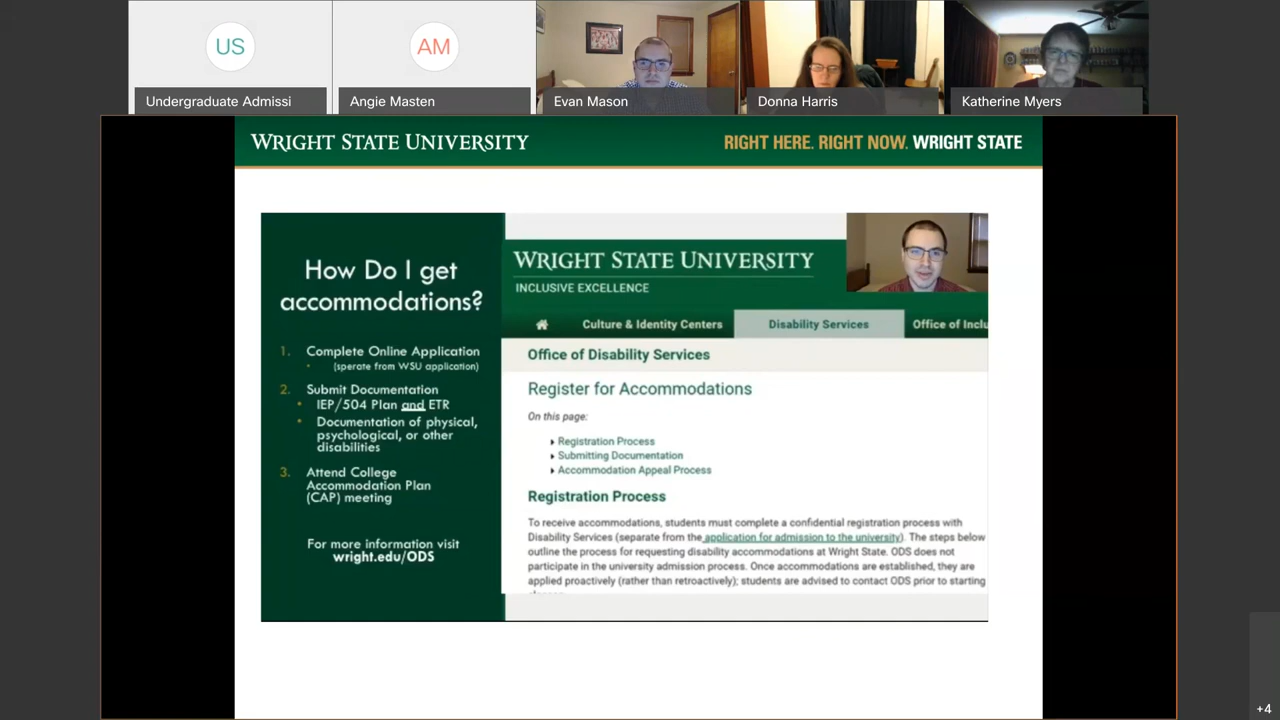 US
AM
Undergraduate Admissi
Angie Masten
Evan Mason
Donna Harris
Katherine Myers
WRIGHT STATE UNIVERSITY
RIGHT HERE. RIGHT NOW. WRIGHT STATE
How Do I get
accommodations?
1. Complete Online Application
• (sperate from WSU application)
2. Submit Documentation
• IEP/504 Plan and ETR
• Documentation of physical,
psychological, or other
disabilities
3. Attend College
Accommodation Plan
(CAP) meeting
For more information visit
wright.edu/ODS
WRIGHT STATE UNIVERSITY
INCLUSIVE EXCELLENCE
Culture & Identity Centers
Disability Services
Office of Inclu
Office of Disability Services
Register for Accommodations
On this page:
Registration Process
Submitting Documentation
Accommodation Appeal Process
Registration Process
To receive accommodations, students must complete a confidential registration process with
Disability Services (separate from the application for admission to the university). The steps below
outline the process for requesting disability accommodations at Wright State. ODS does not
participate in the university admission process. Once accommodations are established, they are
applied proactively (rather than retroactively); students are advised to contact ODS prior to starting
+4